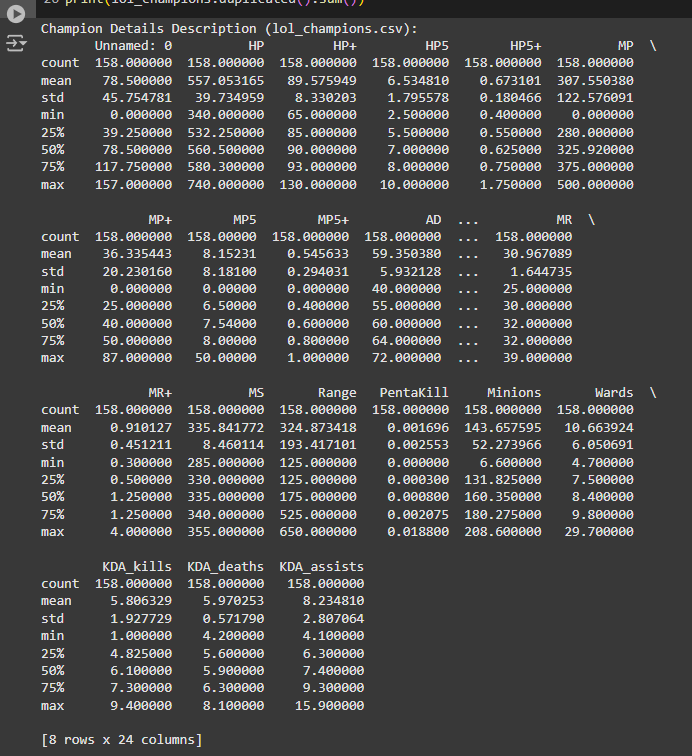 print(lol_champions.duplicated().sum())
Champion Details Description (lol_champions.csv):
       Unnamed: 0          HP         HP+         HP5        HP5+          MP  \
count  158.000000  158.000000  158.000000  158.000000  158.000000  158.000000
mean    78.500000  557.053165   89.575949    6.534810    0.673101  307.550380
std     45.754781   39.734959    8.330203    1.795578    0.180466  122.576091
min      0.000000  340.000000   65.000000    2.500000    0.400000    0.000000
25%     39.250000  532.250000   85.000000    5.500000    0.550000  280.000000
50%     78.500000  560.500000   90.000000    7.000000    0.625000  325.920000
75%    117.750000  580.300000   93.000000    8.000000    0.750000  375.000000
max    157.000000  740.000000  130.000000   10.000000    1.750000  500.000000
              MP+        MP5        MP5+          AD  ...          MR  \
count  158.000000  158.00000  158.000000  158.000000  ...  158.000000
mean    36.335443    8.15231    0.545633   59.350380  ...   30.967089
std     20.230160    8.18100    0.294031    5.932128  ...    1.644735
min      0.000000    0.00000    0.000000   40.000000  ...   25.000000
25%     25.000000    6.50000    0.400000   55.000000  ...   30.000000
50%     40.000000    7.54000    0.600000   60.000000  ...   32.000000
75%     50.000000    8.00000    0.800000   64.000000  ...   32.000000
max     87.000000   50.00000    1.000000   72.000000  ...   39.000000
              MR+          MS       Range   PentaKill     Minions       Wards  \
count  158.000000  158.000000  158.000000  158.000000  158.000000  158.000000
mean     0.910127  335.841772  324.873418    0.001696  143.657595   10.663924
std      0.451211    8.460114  193.417101    0.002553   52.273966    6.050691
min      0.300000  285.000000  125.000000    0.000000    6.600000    4.700000
25%      0.500000  330.000000  125.000000    0.000300  131.825000    7.500000
50%      1.250000  335.000000  175.000000    0.000800  160.350000    8.400000
75%      1.250000  340.000000  525.000000    0.002075  180.275000    9.800000
max      4.000000  355.000000  650.000000    0.018800  208.600000   29.700000
        KDA_kills  KDA_deaths  KDA_assists
count  158.000000  158.000000   158.000000
mean     5.806329    5.970253     8.234810
std      1.927729    0.571790     2.807064
min      1.000000    4.200000     4.100000
25%      4.825000    5.600000     6.300000
50%      6.100000    5.900000     7.400000
75%      7.300000    6.300000     9.300000
max      9.400000    8.100000    15.900000
[8 rows x 24 columns]